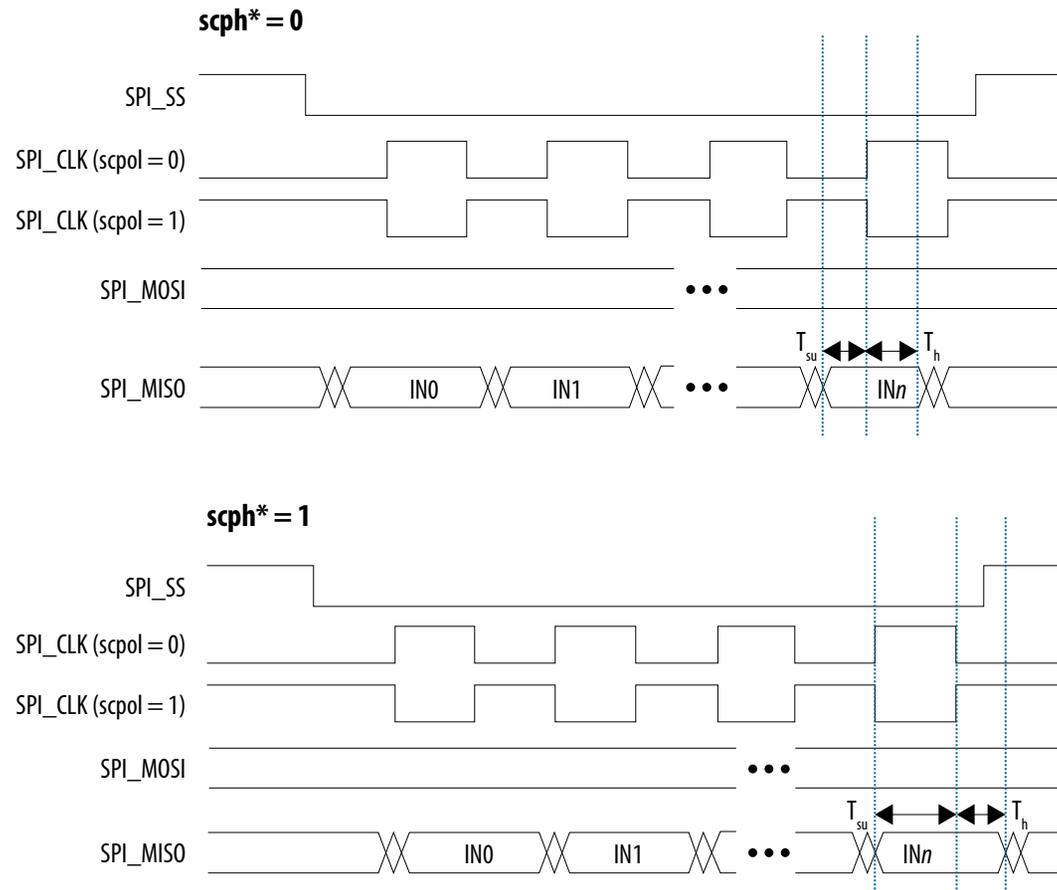 scph* = 0
SPI_SS
SPI_CLK (scpol = 0)
SPI_CLK (scpol = 1)
SPI_MOSI
•••
Tsu
Th
SPI_MISO
IN0
IN1
•••
INn
scph* = 1
SPI_SS
SPI_CLK (scpol = 0)
SPI_CLK (scpol = 1)
SPI_MOSI
•••
Tsu
Th
SPI_MISO
IN0
IN1
•••
INn